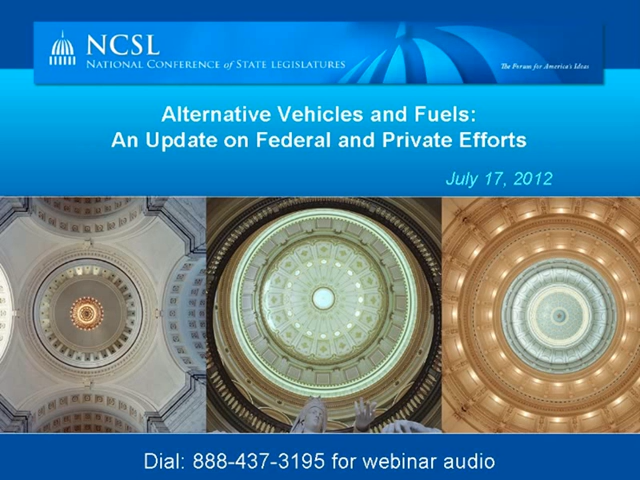 NCSL
NATIONAL CONFERENCE of STATE LEGISLATURES
The Forum for America's Ideas
Alternative Vehicles and Fuels:
An Update on Federal and Private Efforts
July 17, 2012
Dial: 888-437-3195 for webinar audio